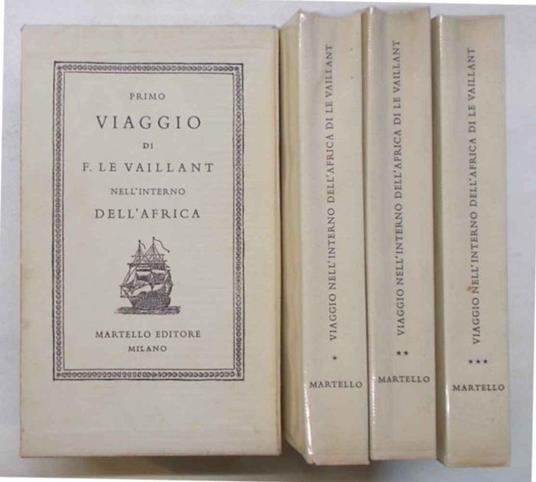 PRIMO
VIAGGIO
DI
F. LE VAILLANT
NELL'INTERNO
DELL'AFRICA
MARTELLO EDITORE
MILANO
VIAGGIO NELL'INTERNO DELL'AFRICA DI LE VAILLANT
*
MARTELLO
VIAGGIO NELL'INTERNO DELL'AFRICA DI LE VAILLANT
**
MARTELLO
VIAGGIO NELL'INTERNO DELL'AFRICA DI LE VAILLANT
***
MARTELLO